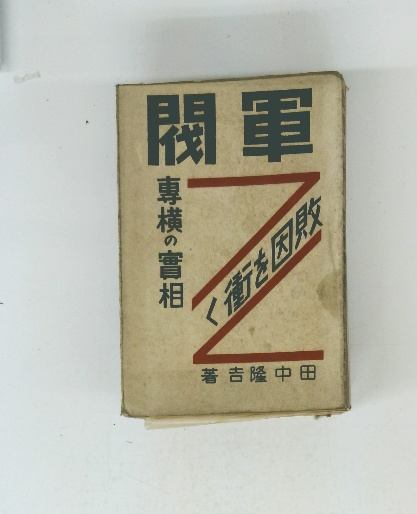 軍閥
敗因を衝く
專横の實相
田中隆吉著